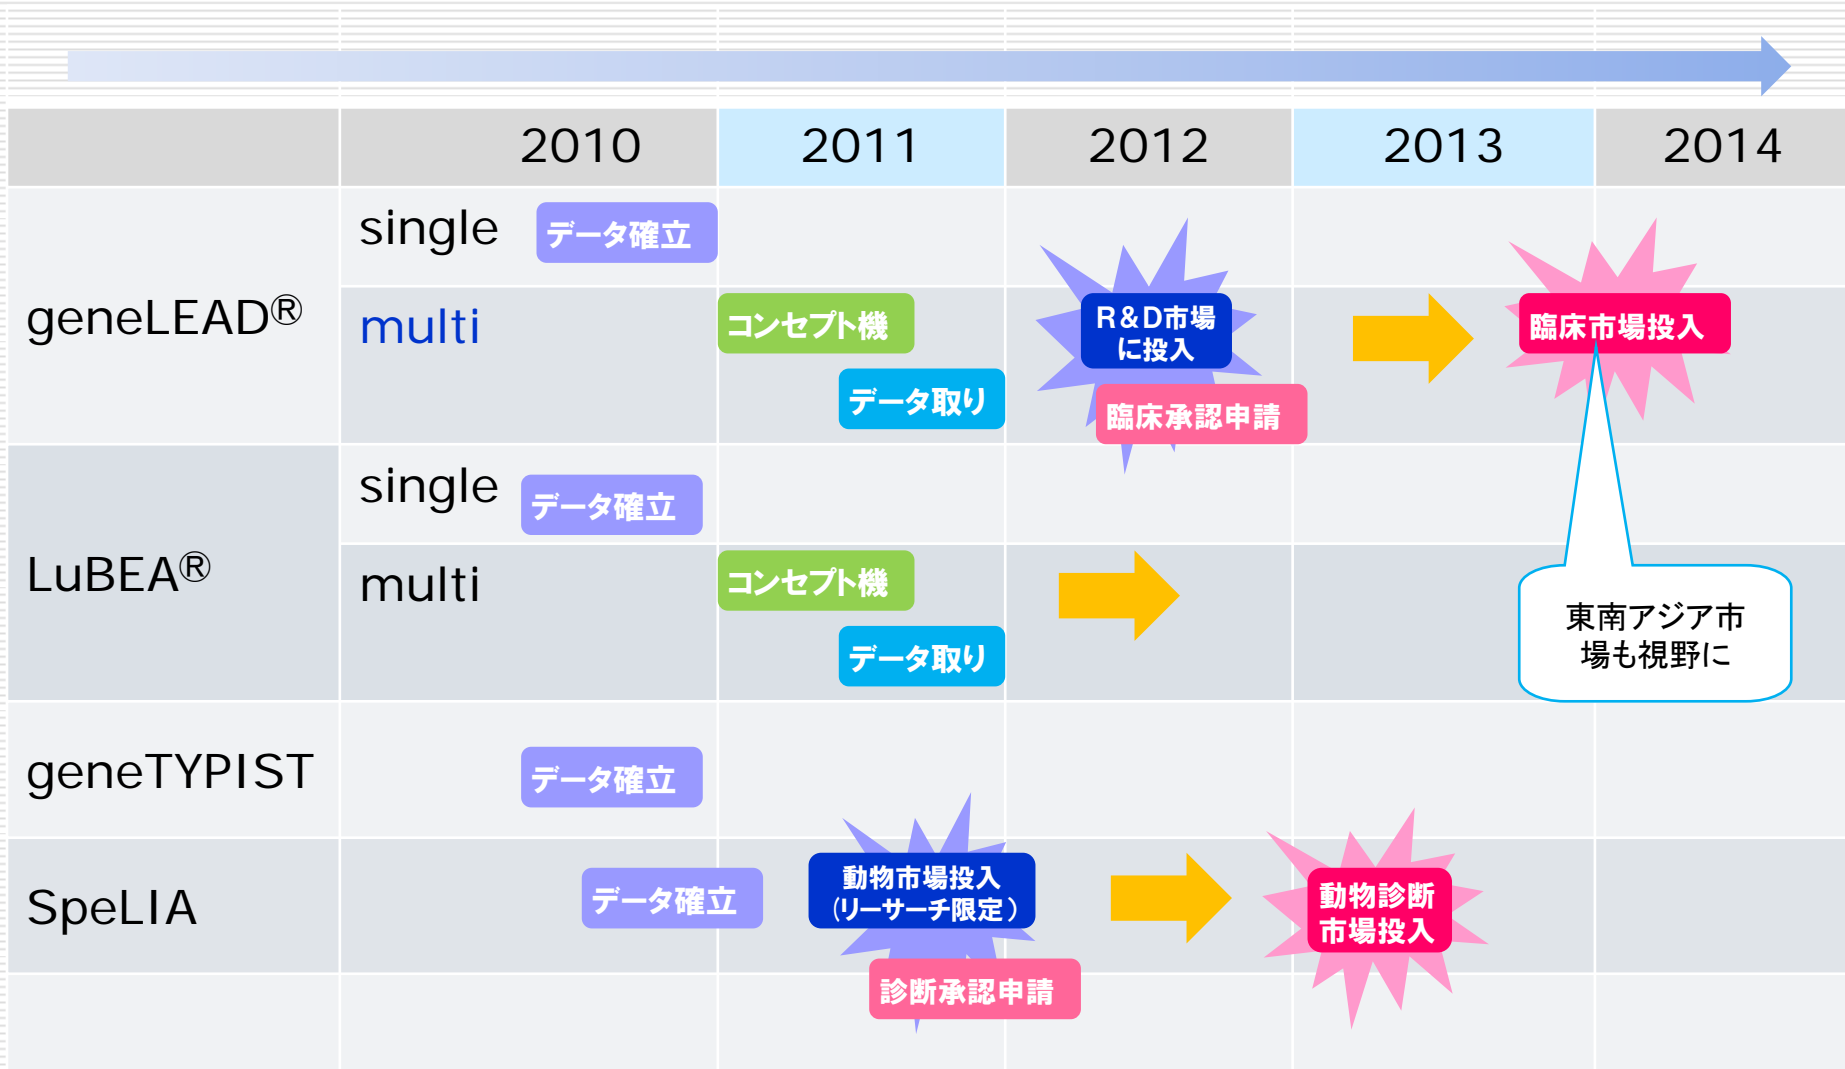 2010 2011 2012 2013 2014
geneLEAD®
single
データ確立
multi
コンセプト機
データ取り
R&D市場
に投入
臨床承認申請
臨床市場投入
LuBEA®
single
データ確立
multi
コンセプト機
データ取り
東南アジア市
場も視野に
geneTYPIST
データ確立
SpeLIA
データ確立
動物市場投入
(リーサーチ限定)
診断承認申請
動物診断
市場投入